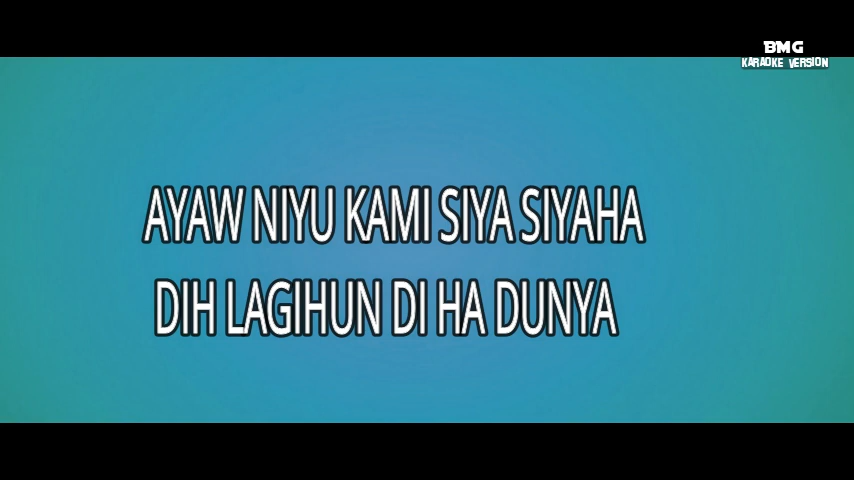 BMG
KARAOKE VERSION
AYAW NIYU KAMI SIYA SIYAHA
DIH LAGIHUN DI HA DUNYA